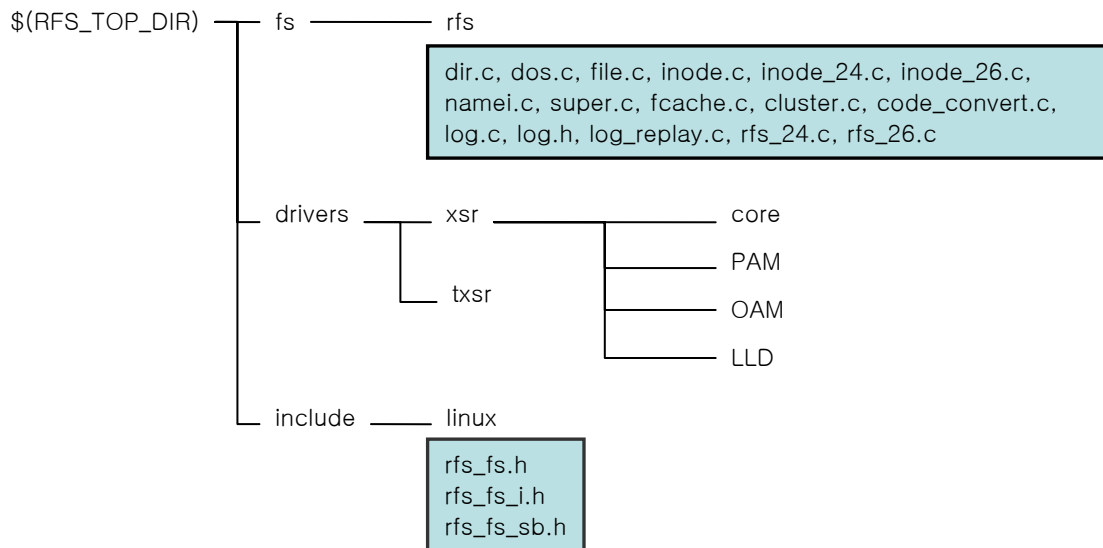 $(RFS_TOP_DIR) fs rfs
dir.c, dos.c, file.c, inode.c, inode_24.c, inode_26.c,
namei.c, super.c, fcache.c, cluster.c, code_convert.c,
log.c, log.h, log_replay.c, rfs_24.c, rfs_26.c
drivers xsr core
PAM
txsr
OAM
LLD
include linux
rfs_fs.h
rfs_fs_i.h
rfs_fs_sb.h